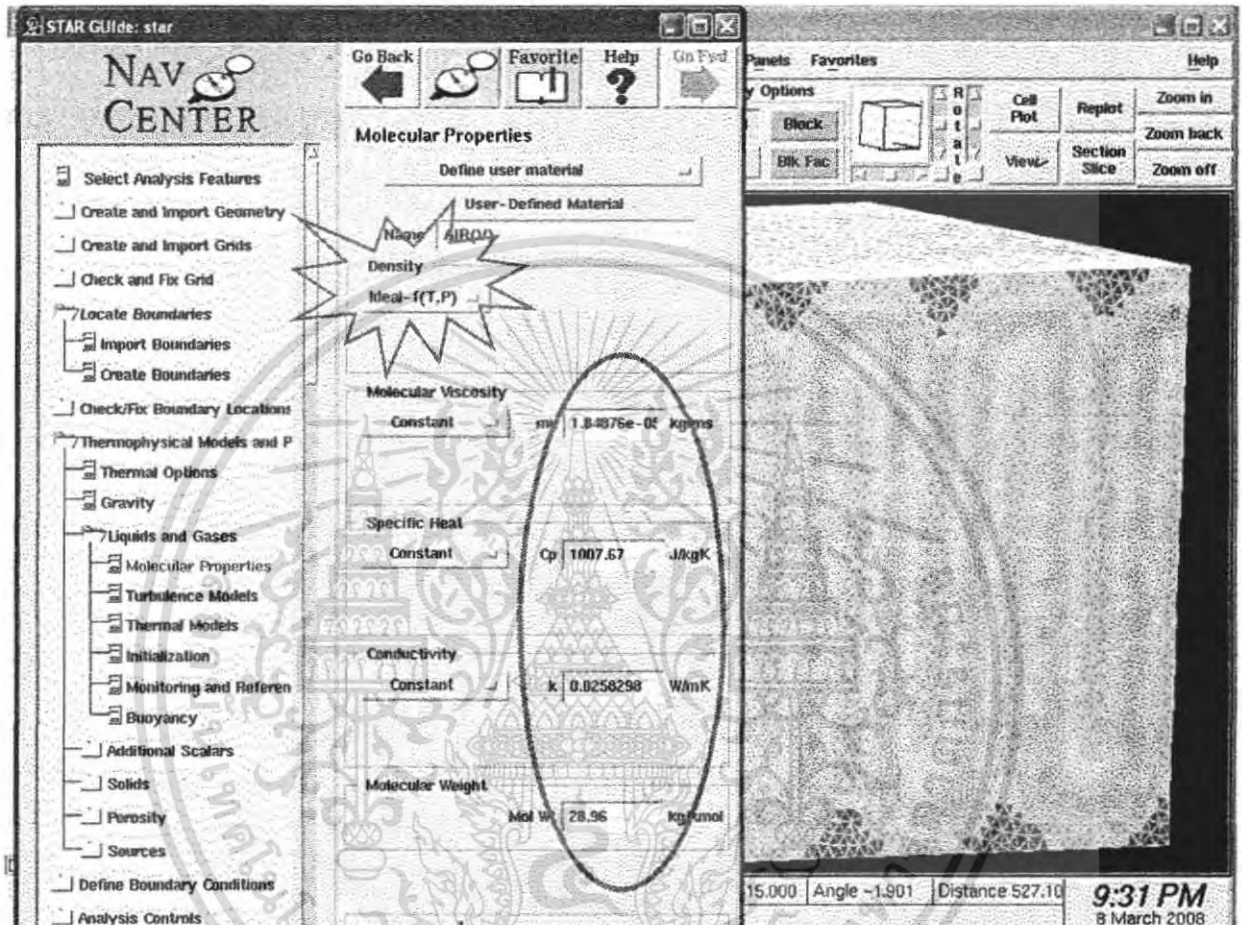 STAR GUIde: star
NAV
CENTER
Select Analysis Features
Create and Import Geometry
Create and Import Grids
Check and Fix Grid
Locate Boundaries
Import Boundaries
Create Boundaries
Check/Fix Boundary Locations
Thermophysical Models and P
Thermal Options
Gravity
Liquids and Gases
Molecular Properties
Turbulence Models
Thermal Models
Initialization
Monitoring and Referen
Buoyancy
Additional Scalars
Solids
Porosity
Sources
Define Boundary Conditions
Analysis Controls
Go Back
Favorite
Help
Go Fwd
Molecular Properties
Define user material
User-Defined Material
Name
Density
Ideal-f(T,P)
Molecular Viscosity
Constant
Specific Heat
Constant Cp 1007.67 J/kgK
Conductivity
Constant k 0.0258298 W/mK
Molecular Weight
28.96
Panels Favorites Help
Options
Block
Blk Fac
Rotate
Cell Plot
View>
Replot
Section Slice
Zoom in
Zoom back
Zoom off
15.000 Angle -1.901 Distance 527.10
9:31 PM
8 March 2008